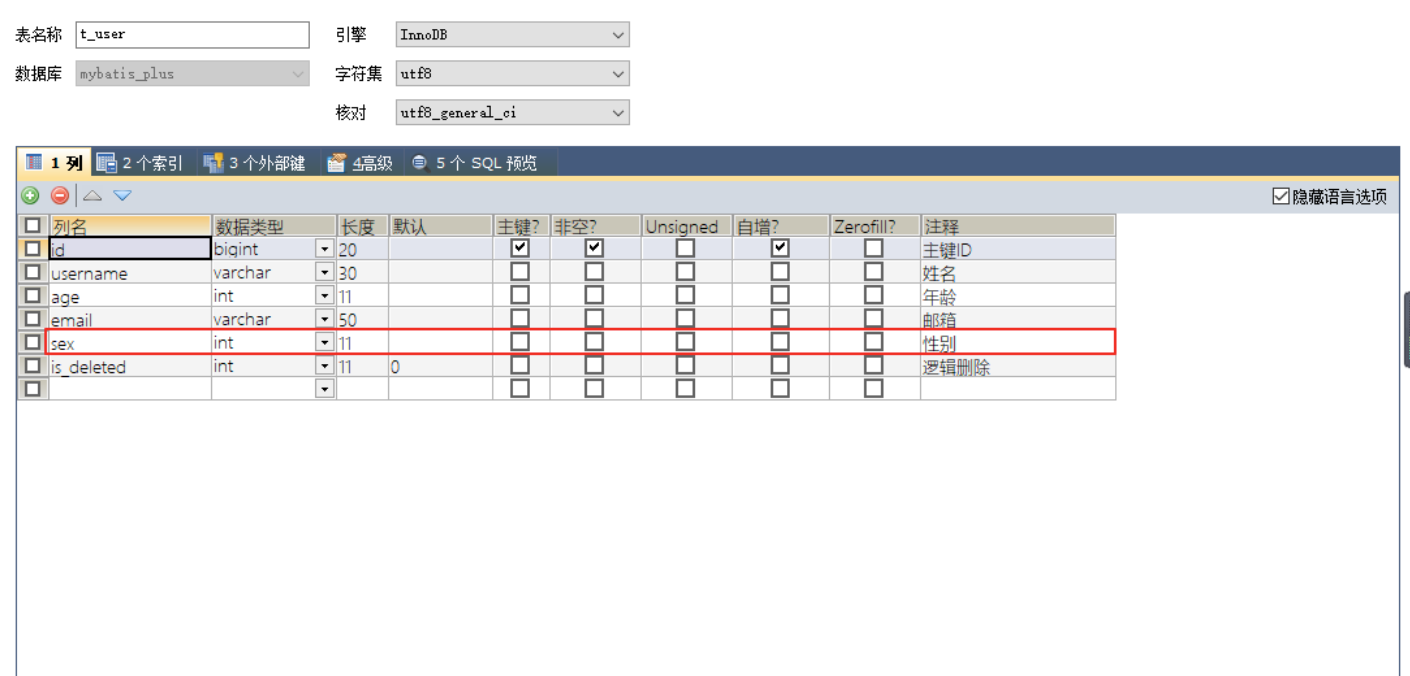 表名称 t_user 引擎 InnoDB
数据库 mybatis_plus 字符集 utf8
核对 utf8_general_ci
1 列 2 个索引 3 个外部键 4高级 5 个 SQL 预览
隐藏语言选项
列名 数据类型 长度 默认 主键? 非空? Unsigned 自增? Zerofill? 注释
id bigint 20 主键ID
username varchar 30 姓名
age int 11 年龄
email varchar 50 邮箱
sex int 11 性别
is_deleted int 11 0 逻辑删除